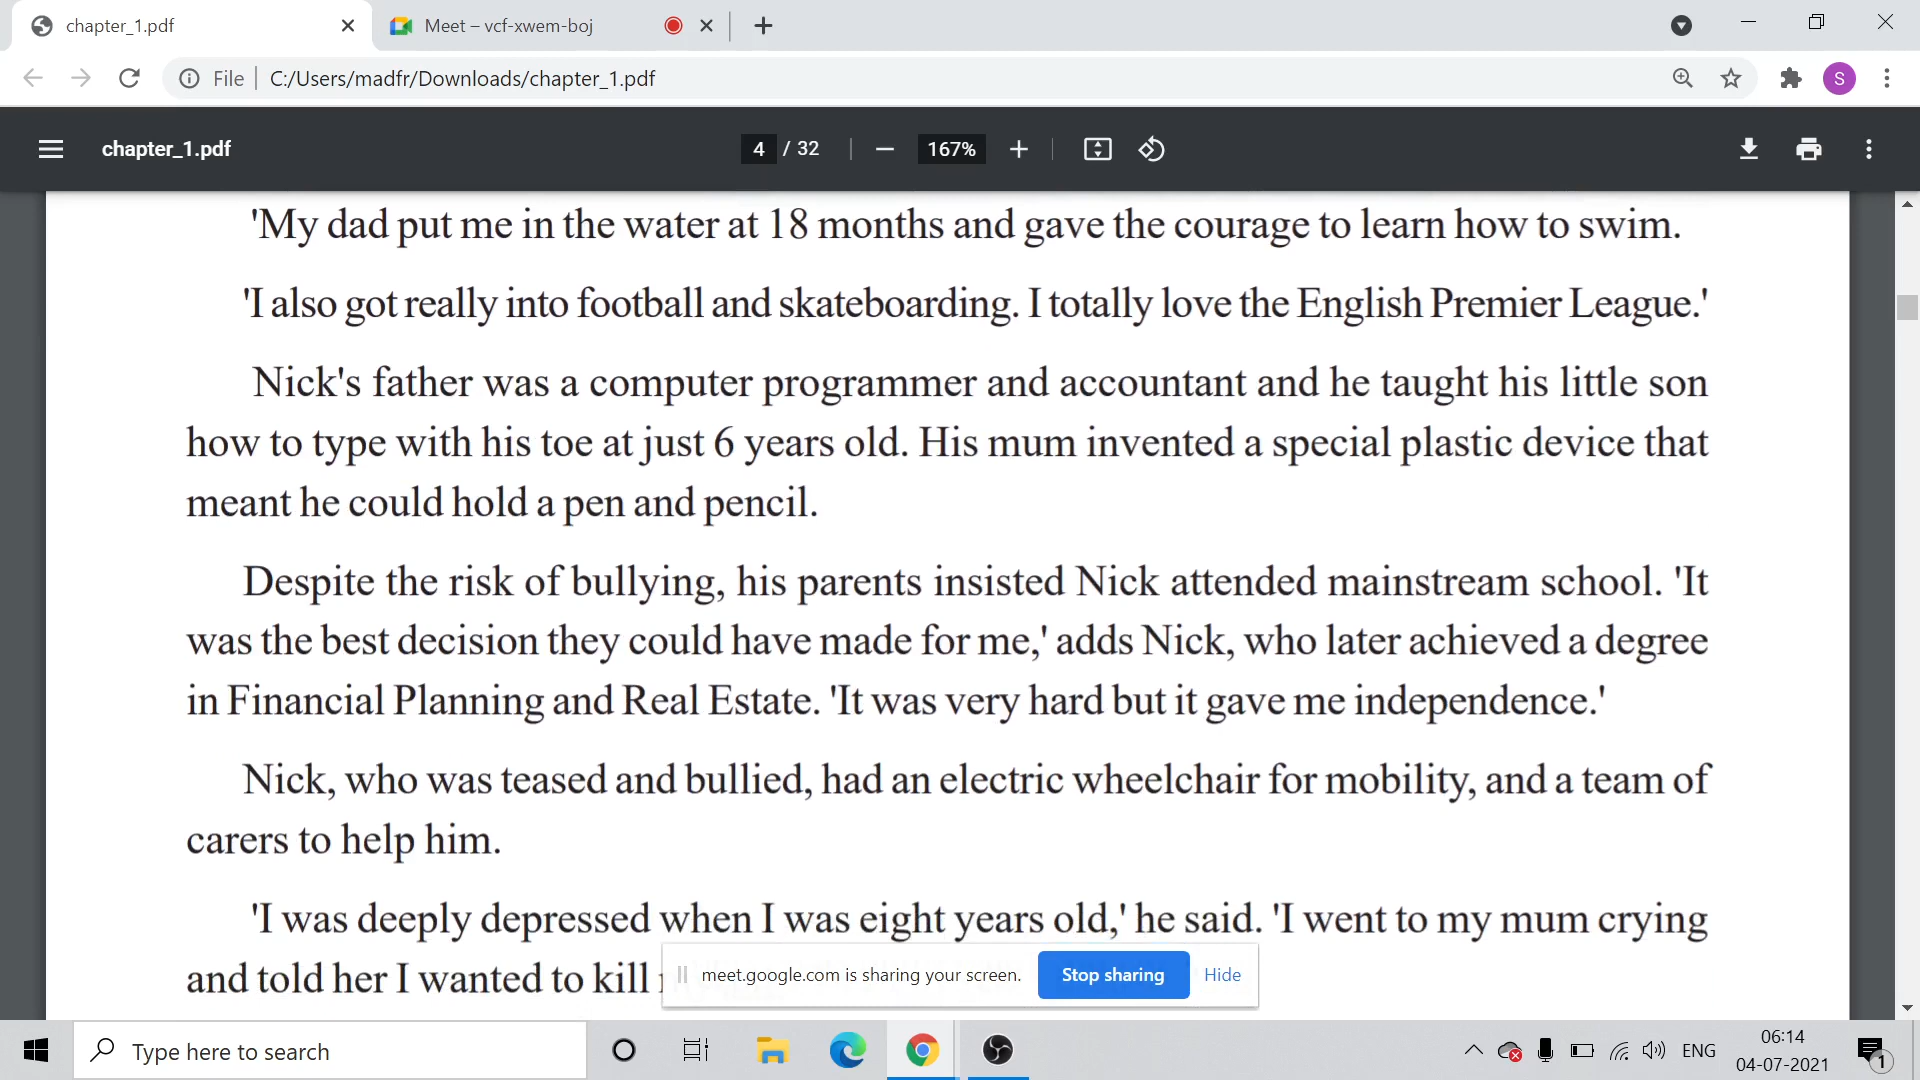 chapter_1.pdf
Meet – vcf-xwem-boj
File
C:/Users/madfr/Downloads/chapter_1.pdf
S
chapter_1.pdf
4 / 32
167%
'My dad put me in the water at 18 months and gave the courage to learn how to swim.
'I also got really into football and skateboarding. I totally love the English Premier League.'
Nick's father was a computer programmer and accountant and he taught his little son
how to type with his toe at just 6 years old. His mum invented a special plastic device that
meant he could hold a pen and pencil.
Despite the risk of bullying, his parents insisted Nick attended mainstream school. 'It
was the best decision they could have made for me,' adds Nick, who later achieved a degree
in Financial Planning and Real Estate. 'It was very hard but it gave me independence.'
Nick, who was teased and bullied, had an electric wheelchair for mobility, and a team of
carers to help him.
'I was deeply depressed when I was eight years old,' he said. 'I went to my mum crying
and told her I wanted to kill
meet.google.com is sharing your screen.
Stop sharing
Hide
Type here to search
ENG
06:14
04-07-2021
1